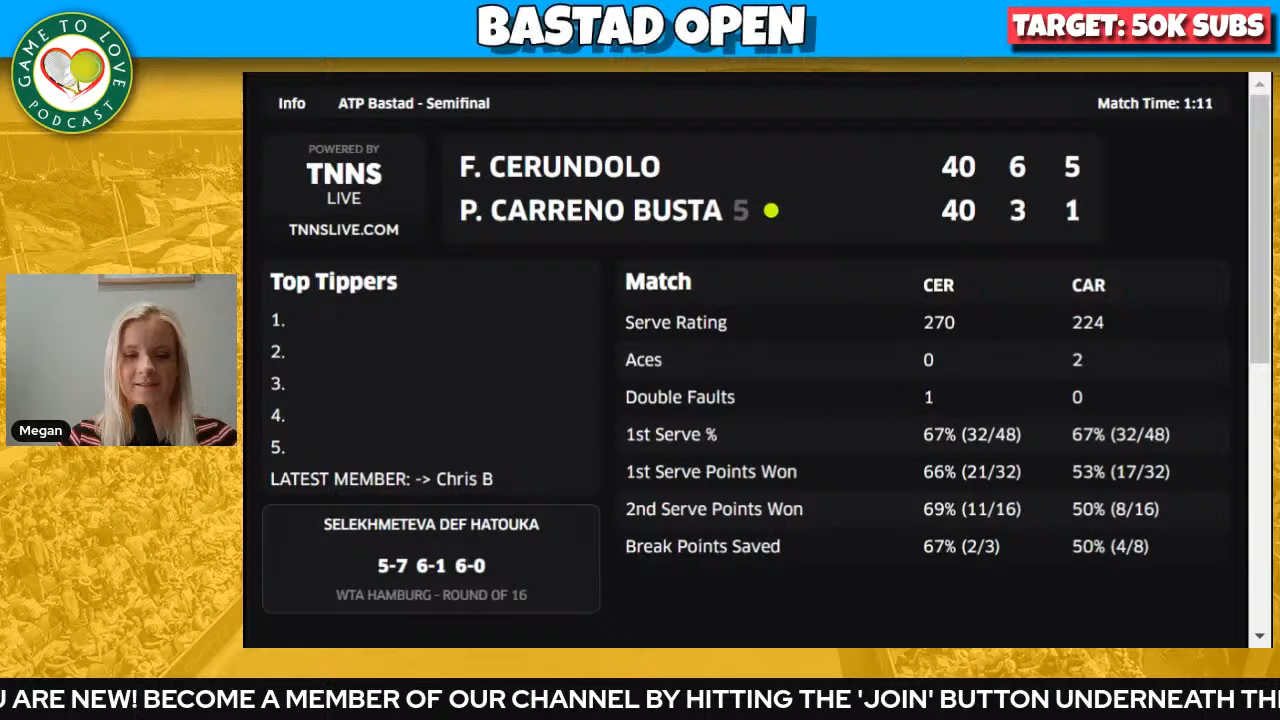 BASTAD OPEN
TARGET: 50K SUBS
GAME TO LOVE
PODCAST
Info ATP Bastad - Semifinal Match Time: 1:11
POWERED BY
TNNS
LIVE
TNNSLIVE.COM
F. CERUNDOLO 40 6 5
P. CARRENO BUSTA 5 40 3 1
Top Tippers
1.
2.
3.
4.
5.
LATEST MEMBER: -> Chris B
SELEKHMETEVA DEF HATOUKA
5-7 6-1 6-0
WTA HAMBURG - ROUND OF 16
Match CER CAR
Serve Rating 270 224
Aces 0 2
Double Faults 1 0
1st Serve % 67% (32/48) 67% (32/48)
1st Serve Points Won 66% (21/32) 53% (17/32)
2nd Serve Points Won 69% (11/16) 50% (8/16)
Break Points Saved 67% (2/3) 50% (4/8)
Megan
U ARE NEW! BECOME A MEMBER OF OUR CHANNEL BY HITTING THE 'JOIN' BUTTON UNDERNEATH TH